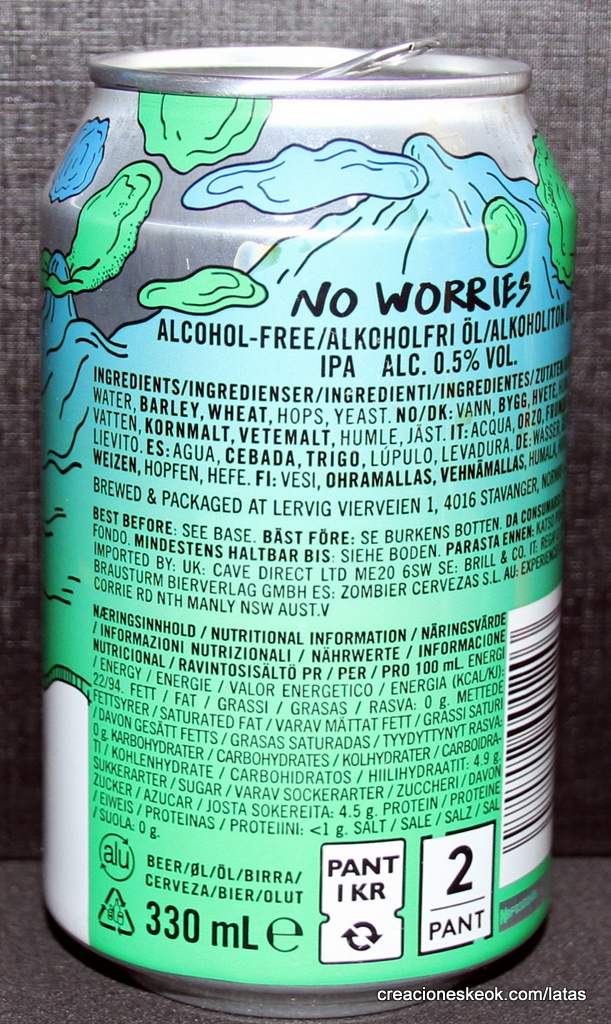 NO WORRIES
ALCOHOL-FREE/ALKOHOLFRI ÖL/ALKOHOLITON
IPA ALC. 0.5% VOL.
INGREDIENTS/INGREDIENSER/INGREDIENTI/INGREDIENTES/ZUTATEN
WATER, BARLEY, WHEAT, HOPS, YEAST. NO/DK: VANN, BYGG, HVETE,
VATTEN, KORNMALT, VETEMALT, HUMLE, JÄST. IT: ACQUA, ORZO,
LIEVITO. ES: AGUA, CEBADA, TRIGO, LÚPULO, LEVADURA. DE: WASSER,
WEIZEN, HOPFEN, HEFE. FI: VESI, OHRAMALLAS, VEHNÄMALLAS, HUMALA,
BREWED & PACKAGED AT LERVIG VIERVEIEN 1, 4016 STAVANGER,
BEST BEFORE: SEE BASE. BÄST FÖRE: SE BURKENS BOTTEN. DA
FONDO. MINDESTENS HALTBAR BIS: SIEHE BODEN. PARASTA ENNEN:
IMPORTED BY: UK: CAVE DIRECT LTD ME20 6SW SE: BRILL & CO. IT:
BRAUSTURM BIERVERLAG GMBH ES: ZOMBIER CERVEZAS S.L. AU:
CORRIE RD NTH MANLY NSW AUST.V
NÆRINGSINNHOLD / NUTRITIONAL INFORMATION / NÄRINGSVÄRDE
/ INFORMAZIONI NUTRIZIONALI / NÄHRWERTE / INFORMACIONE
NUTRICIONAL / RAVINTOSISÄLTÖ PR / PER / PRO 100 mL. ENERGI
/ ENERGY / ENERGIE / VALOR ENERGETICO / ENERGIA (KCAL/KJ):
22/94. FETT / FAT / GRASSI / GRASAS / RASVA: 0 g. METTEDE
FETTSYRER / SATURATED FAT / VARAV MÄTTAT FETT / GRASSI SATURI
/ DAVON GESÄTT FETTS / GRASAS SATURADAS / TYYDYTTYNYT RASVA:
0 g. KARBOHYDRATER / CARBOHYDRATES / KOLHYDRATER / CARBOIDRA-
TI / KOHLENHYDRATE / CARBOHIDRATOS / HIILIHYDRAATIT: 4.9 g.
SUKKERARTER / SUGAR / VARAV SOCKERARTER / ZUCCHERI / DAVON
ZUCKER / AZUCAR / JOSTA SOKEREITA: 4.5 g. PROTEIN / PROTEINE
/ EIWEIS / PROTEINAS / PROTEIINI: <1 g. SALT / SALE / SALZ / SAL
/ SUOLA: 0 g.
alu
BEER/ØL/ÖL/BIRRA/
CERVEZA/BIER/OLUT
330 mL ℮
PANT
1 KR
2
PANT
creacioneskeok.com/latas